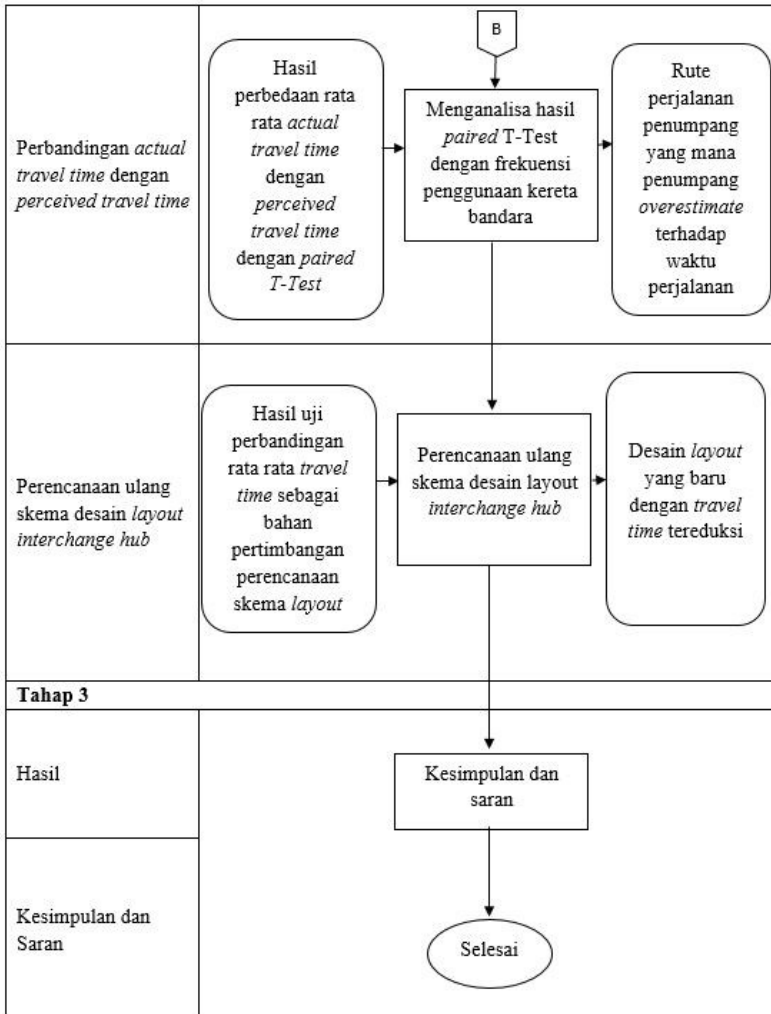 B
Perbandingan actual
travel time dengan
perceived travel time
Hasil
perbedaan rata
rata actual
travel time
dengan
perceived
travel time
dengan paired
T-Test
Menganalisa hasil
paired T-Test
dengan frekuensi
penggunaan kereta
bandara
Rute
perjalanan
penumpang
yang mana
penumpang
overestimate
terhadap
waktu
perjalanan
Perencanaan ulang
skema desain layout
interchange hub
Hasil uji
perbandingan
rata rata travel
time sebagai
bahan
pertimbangan
perencanaan
skema layout
Perencanaan ulang
skema desain layout
interchange hub
Desain layout
yang baru
dengan travel
time tereduksi
Tahap 3
Hasil
Kesimpulan dan
saran
Kesimpulan dan
Saran
Selesai